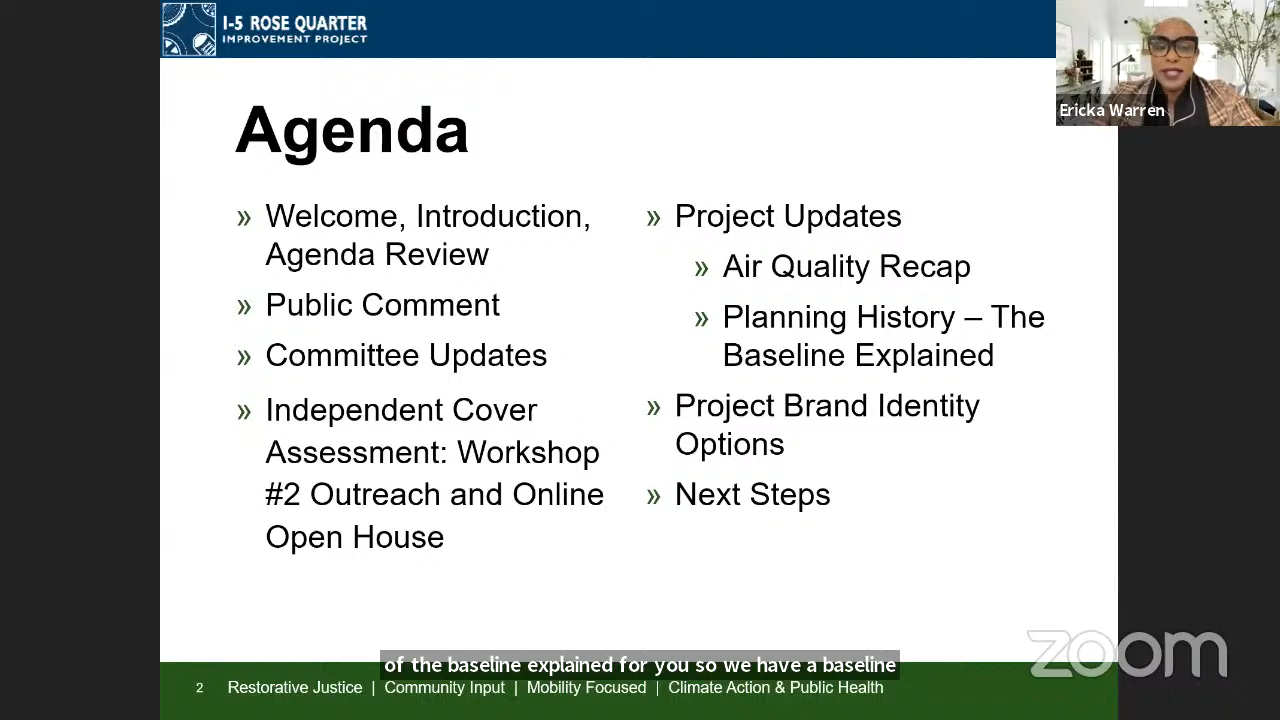 I-5 ROSE QUARTER
IMPROVEMENT PROJECT
Ericka Warren
Agenda
» Welcome, Introduction,
Agenda Review
» Public Comment
» Committee Updates
» Independent Cover
Assessment: Workshop
#2 Outreach and Online
Open House
» Project Updates
» Air Quality Recap
» Planning History – The
Baseline Explained
» Project Brand Identity
Options
» Next Steps
zoom
of the baseline explained for you so we have a baseline
2 Restorative Justice | Community Input | Mobility Focused | Climate Action & Public Health